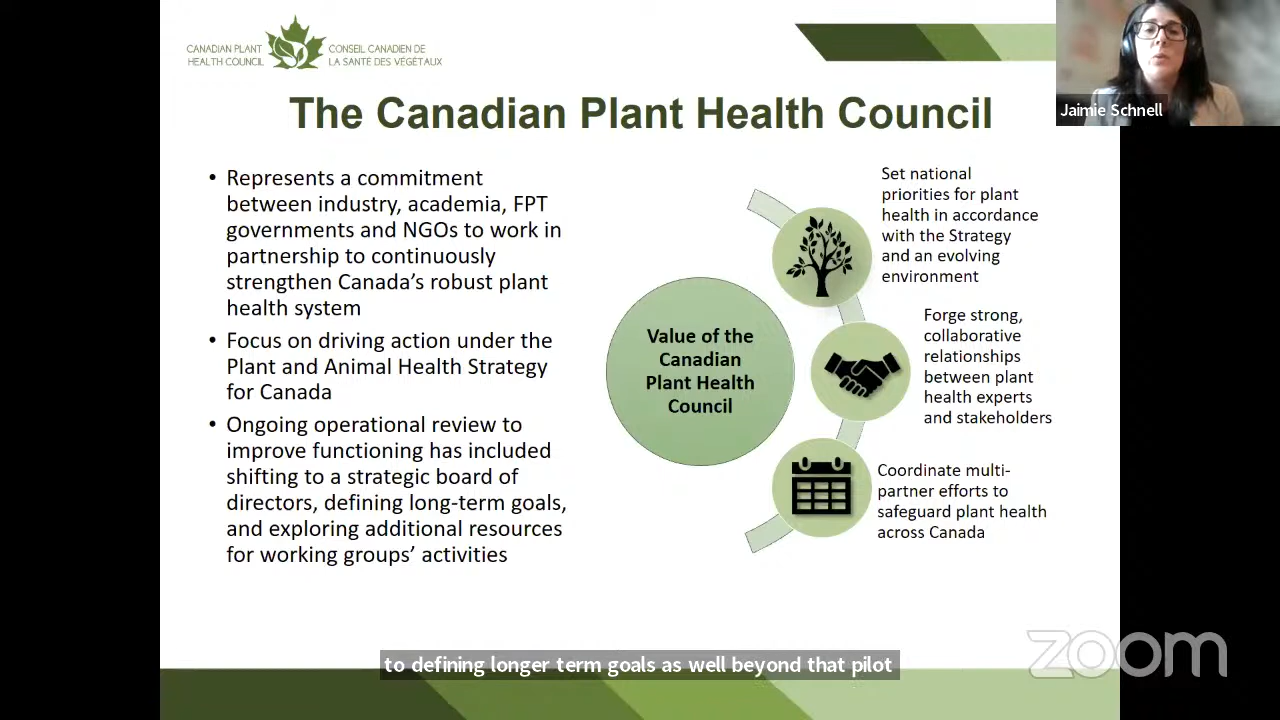 CANADIAN PLANT
HEALTH COUNCIL
CONSEIL CANADIEN DE
LA SANTÉ DES VÉGÉTAUX
The Canadian Plant Health Council
Jaimie Schnell
• Represents a commitment
between industry, academia, FPT
governments and NGOs to work in
partnership to continuously
strengthen Canada's robust plant
health system
• Focus on driving action under the
Plant and Animal Health Strategy
for Canada
• Ongoing operational review to
improve functioning has included
shifting to a strategic board of
directors, defining long-term goals,
and exploring additional resources
for working groups' activities
Value of the
Canadian
Plant Health
Council
Set national
priorities for plant
health in accordance
with the Strategy
and an evolving
environment
Forge strong,
collaborative
relationships
between plant
health experts
and stakeholders
Coordinate multi-
partner efforts to
safeguard plant health
across Canada
to defining longer term goals as well beyond that pilot
zoom